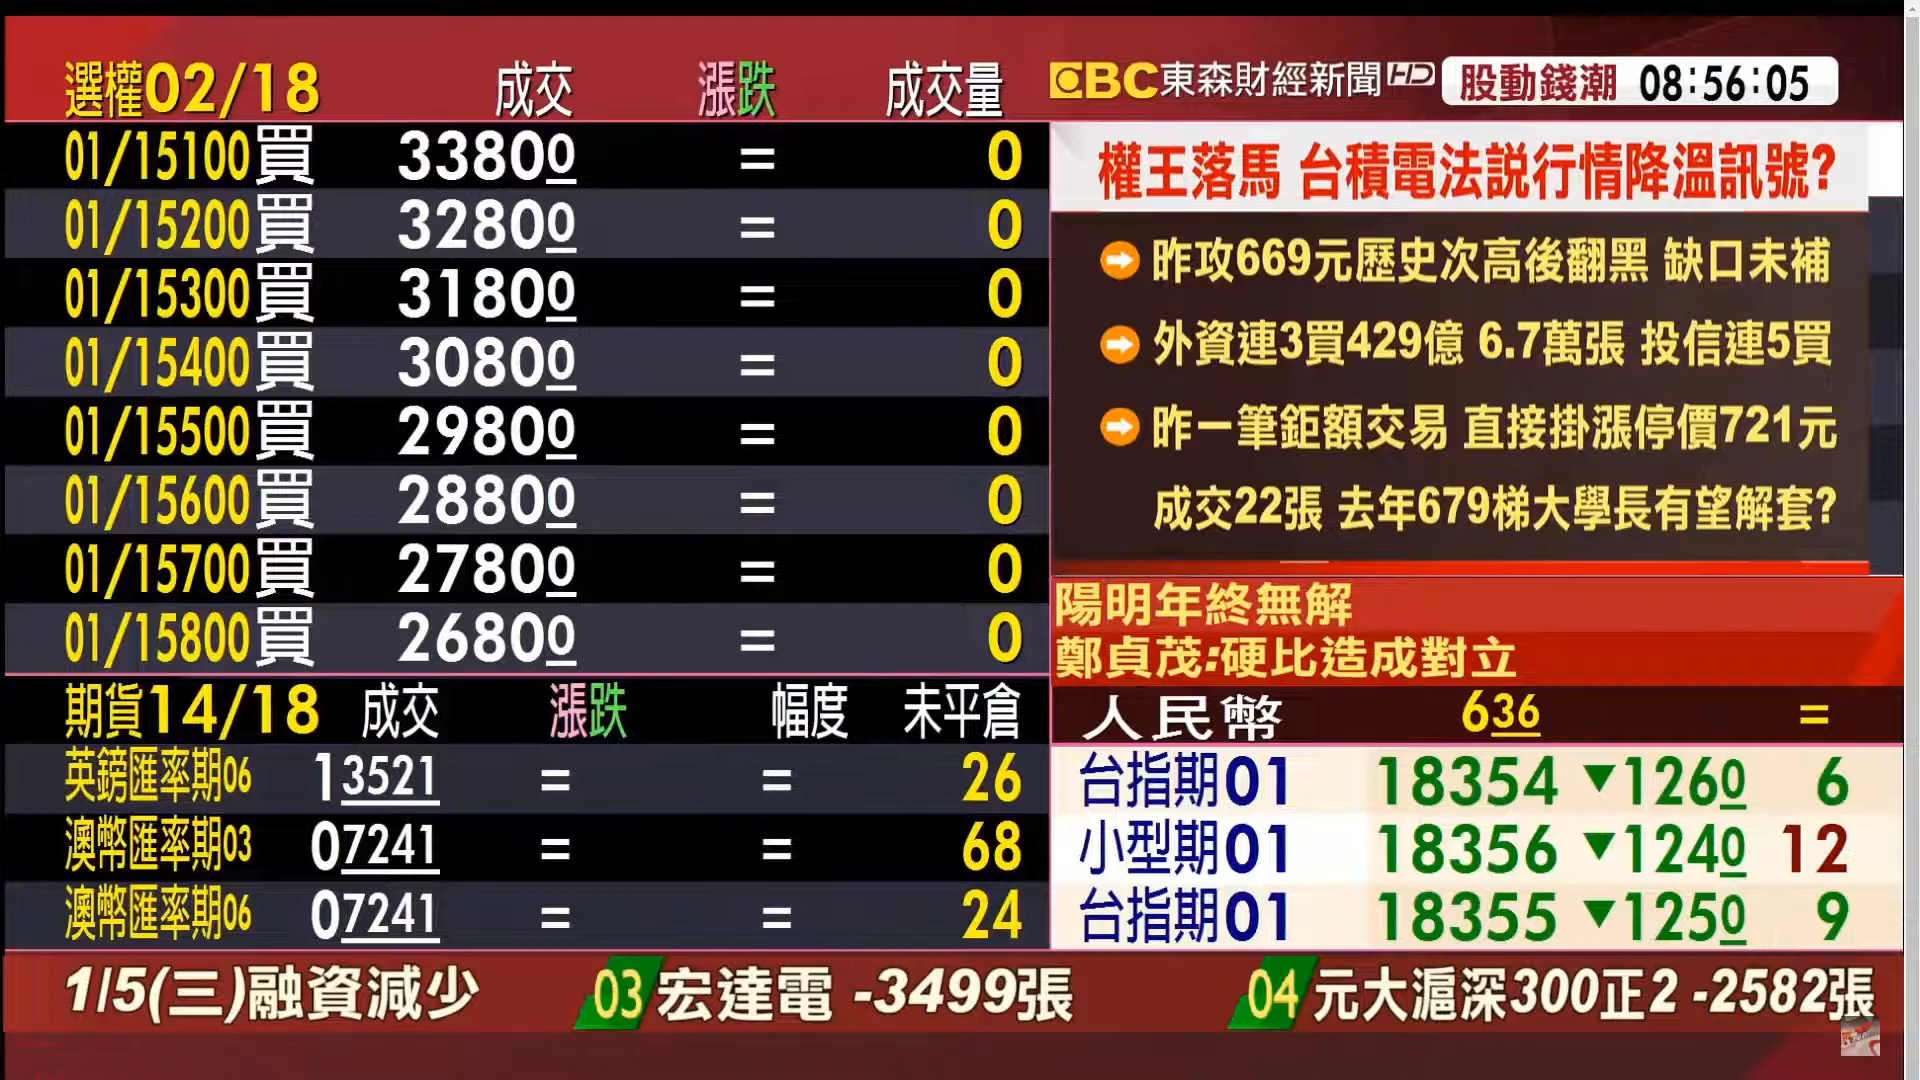 選權02/18 成交 漲跌 成交量
01/15100買 33800 = 0
01/15200買 32800 = 0
01/15300買 31800 = 0
01/15400買 30800 = 0
01/15500買 29800 = 0
01/15600買 28800 = 0
01/15700買 27800 = 0
01/15800買 26800 = 0
期貨14/18 成交 漲跌 幅度 未平倉
英鎊匯率期06 13521 = = 26
澳幣匯率期03 07241 = = 68
澳幣匯率期06 07241 = = 24
EBC東森財經新聞HD 股動錢潮 08:56:05
權王落馬 台積電法説行情降溫訊號?
昨攻669元歷史次高後翻黑 缺口未補
外資連3買429億 6.7萬張 投信連5買
昨一筆鉅額交易 直接掛漲停價721元
成交22張 去年679梯大學長有望解套?
陽明年終無解
鄭貞茂:硬比造成對立
人民幣 636 =
台指期01 18354 ▼1260 6
小型期01 18356 ▼1240 12
台指期01 18355 ▼1250 9
1/5(三)融資減少 03 宏達電 -3499張 04 元大滬深300正2 -2582張